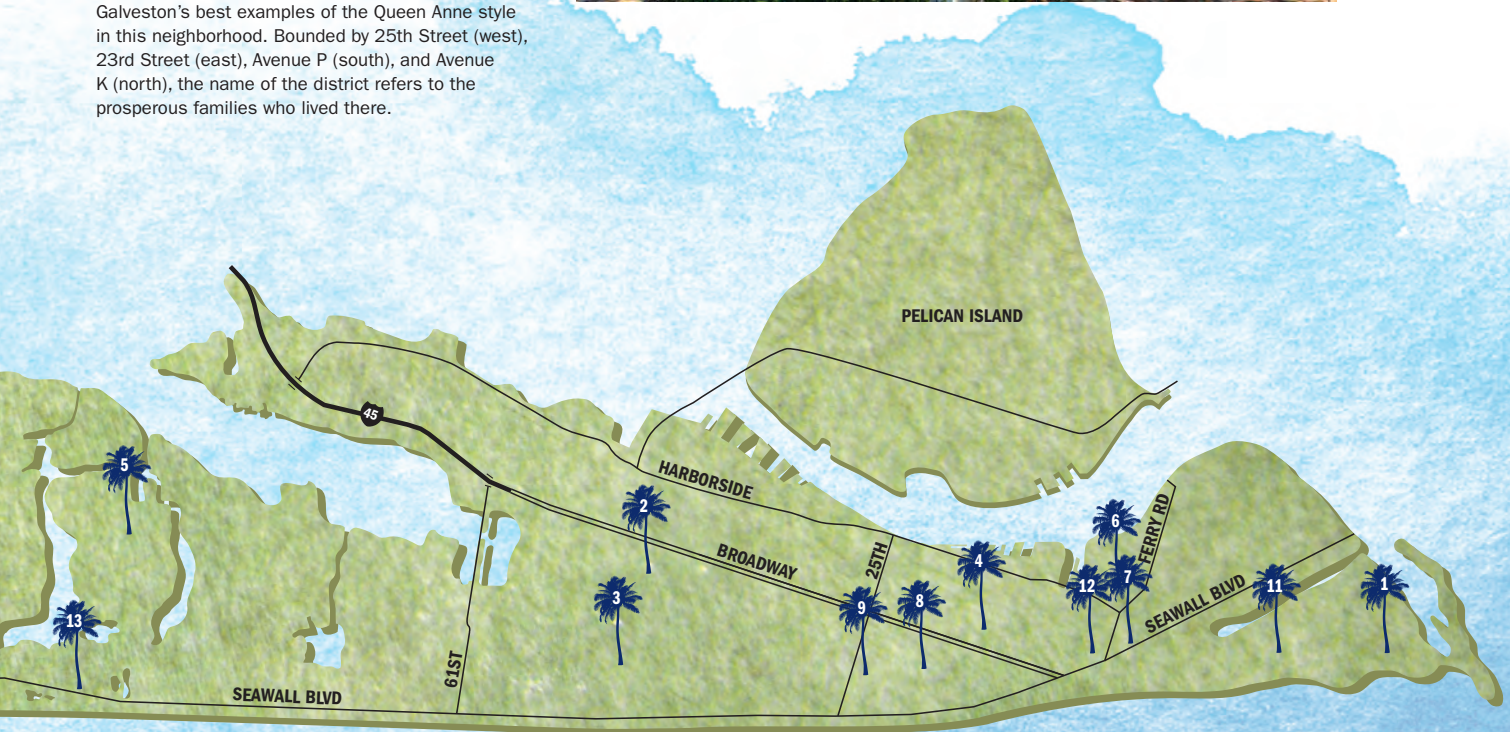 Galveston’s best examples of the Queen Anne style
in this neighborhood. Bounded by 25th Street (west),
23rd Street (east), Avenue P (south), and Avenue
K (north), the name of the district refers to the
prosperous families who lived there.
PELICAN ISLAND
45
5
HARBORSIDE
2
BROADWAY
25TH
4
6
FERRY RD
7
12
3
9
8
11
1
SEAWALL BLVD
13
61ST
SEAWALL BLVD